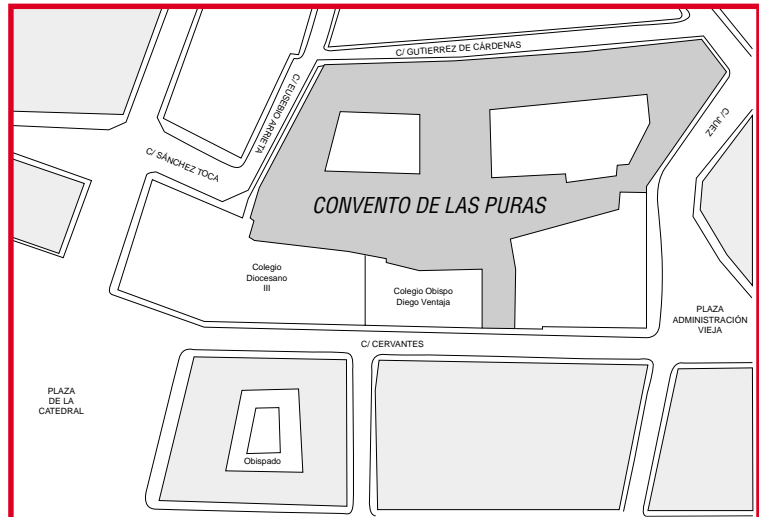 C/ GUTIERREZ DE CÁRDENAS
C/ EUSEBIO ARRIETA
C/ JUEZ
C/ SÁNCHEZ TOCA
CONVENTO DE LAS PURAS
Colegio
Diocesano
III
Colegio Obispo
Diego Ventaja
PLAZA
ADMINISTRACIÓN
VIEJA
C/ CERVANTES
PLAZA
DE LA
CATEDRAL
Obispado